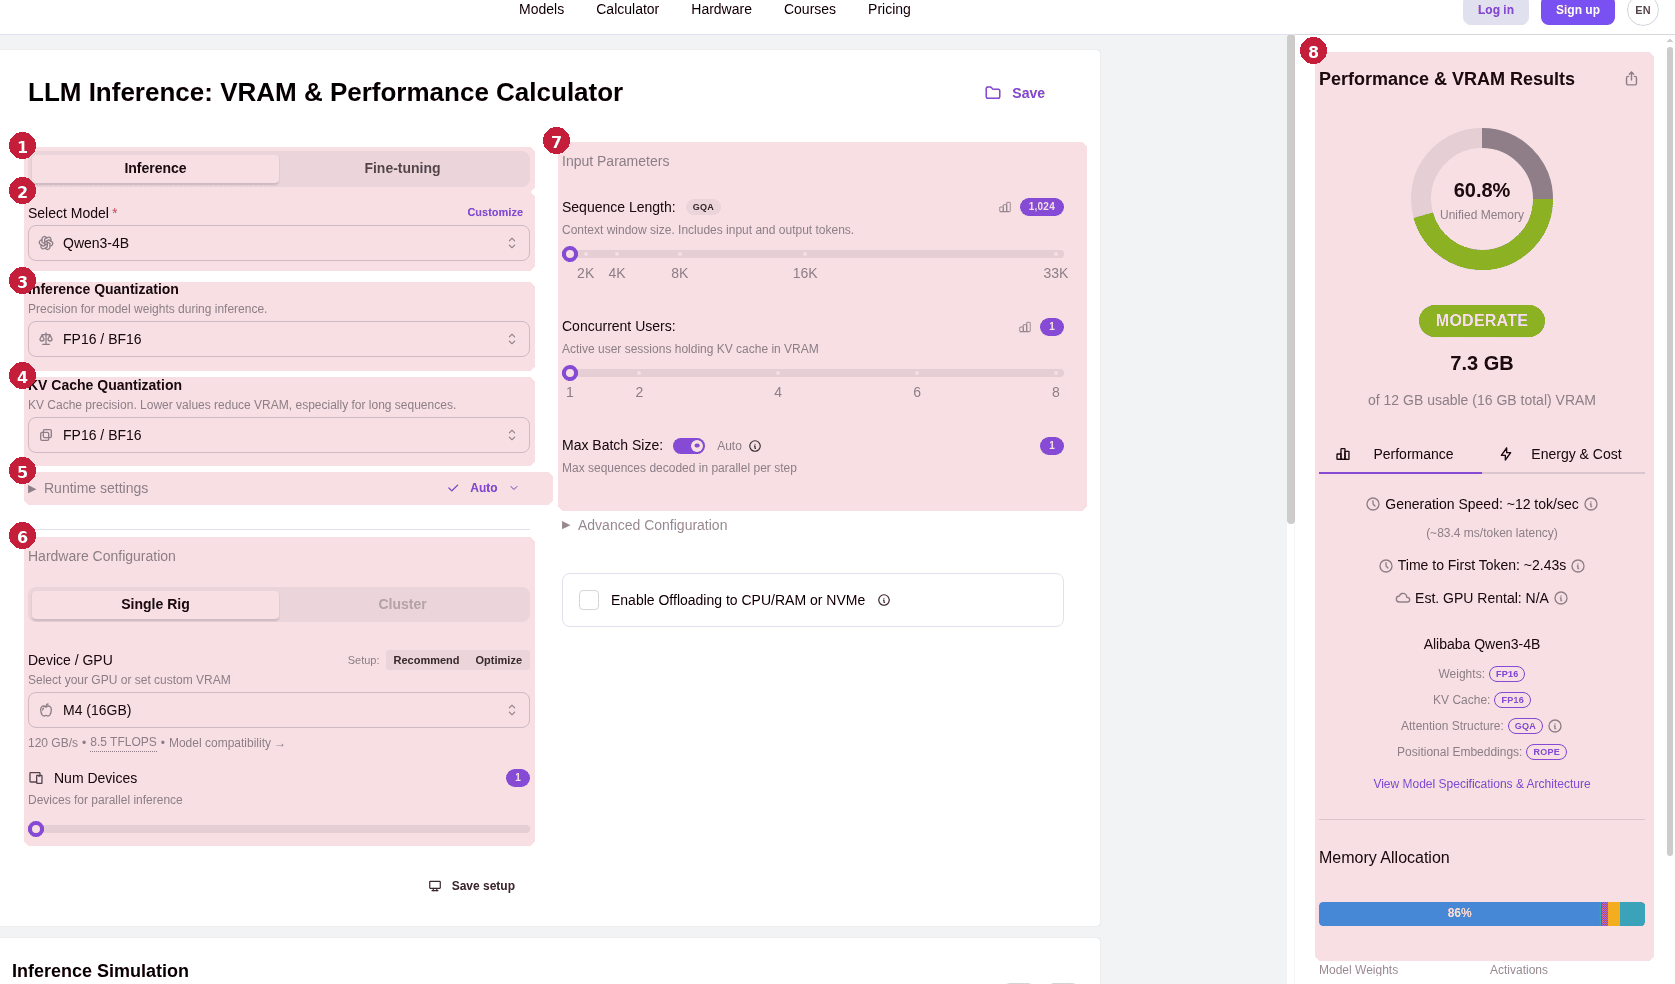 Models Calculator Hardware Courses Pricing
Log in Sign up EN
LLM Inference: VRAM & Performance Calculator
Save
1
Inference Fine-tuning
2
Select Model * Customize
Qwen3-4B
3
Inference Quantization
Precision for model weights during inference.
FP16 / BF16
4
KV Cache Quantization
KV Cache precision. Lower values reduce VRAM, especially for long sequences.
FP16 / BF16
5
Runtime settings Auto
6
Hardware Configuration
Single Rig Cluster
Device / GPU Setup: Recommend Optimize
Select your GPU or set custom VRAM
M4 (16GB)
120 GB/s • 8.5 TFLOPS • Model compatibility →
Num Devices 1
Devices for parallel inference
Save setup
7
Input Parameters
Sequence Length: GQA 1,024
Context window size. Includes input and output tokens.
2K 4K 8K 16K 33K
Concurrent Users: 1
Active user sessions holding KV cache in VRAM
1 2 4 6 8
Max Batch Size: Auto 1
Max sequences decoded in parallel per step
Advanced Configuration
Enable Offloading to CPU/RAM or NVMe
Inference Simulation
8
Performance & VRAM Results
60.8%
Unified Memory
MODERATE
7.3 GB
of 12 GB usable (16 GB total) VRAM
Performance Energy & Cost
Generation Speed: ~12 tok/sec
(~83.4 ms/token latency)
Time to First Token: ~2.43s
Est. GPU Rental: N/A
Alibaba Qwen3-4B
Weights: FP16
KV Cache: FP16
Attention Structure: GQA
Positional Embeddings: ROPE
View Model Specifications & Architecture
Memory Allocation
86%
Model Weights Activations